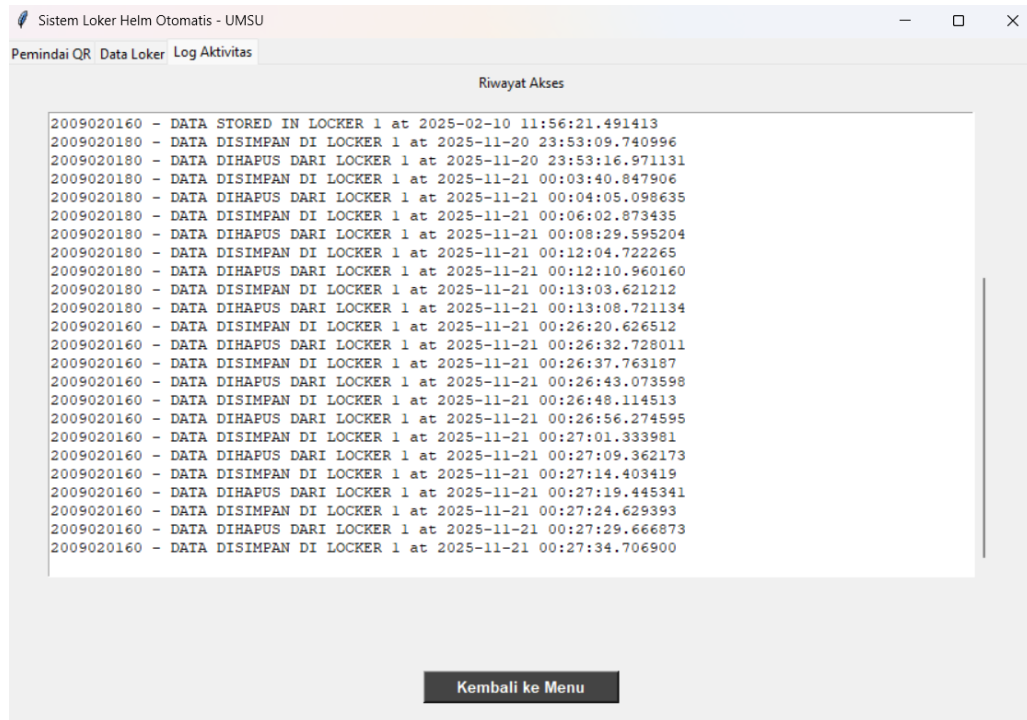 Sistem Loker Helm Otomatis - UMSU
Pemindai QR Data Loker Log Aktivitas
Riwayat Akses
2009020160 - DATA STORED IN LOCKER 1 at 2025-02-10 11:56:21.491413
2009020180 - DATA DISIMPAN DI LOCKER 1 at 2025-11-20 23:53:09.740996
2009020180 - DATA DIHAPUS DARI LOCKER 1 at 2025-11-20 23:53:16.971131
2009020180 - DATA DISIMPAN DI LOCKER 1 at 2025-11-21 00:03:40.847906
2009020180 - DATA DIHAPUS DARI LOCKER 1 at 2025-11-21 00:04:05.098635
2009020180 - DATA DISIMPAN DI LOCKER 1 at 2025-11-21 00:06:02.873435
2009020180 - DATA DIHAPUS DARI LOCKER 1 at 2025-11-21 00:08:29.595204
2009020180 - DATA DISIMPAN DI LOCKER 1 at 2025-11-21 00:12:04.722265
2009020180 - DATA DIHAPUS DARI LOCKER 1 at 2025-11-21 00:12:10.960160
2009020180 - DATA DISIMPAN DI LOCKER 1 at 2025-11-21 00:13:03.621212
2009020180 - DATA DIHAPUS DARI LOCKER 1 at 2025-11-21 00:13:08.721134
2009020160 - DATA DISIMPAN DI LOCKER 1 at 2025-11-21 00:26:20.626512
2009020160 - DATA DIHAPUS DARI LOCKER 1 at 2025-11-21 00:26:32.728011
2009020160 - DATA DISIMPAN DI LOCKER 1 at 2025-11-21 00:26:37.763187
2009020160 - DATA DIHAPUS DARI LOCKER 1 at 2025-11-21 00:26:43.073598
2009020160 - DATA DISIMPAN DI LOCKER 1 at 2025-11-21 00:26:48.114513
2009020160 - DATA DIHAPUS DARI LOCKER 1 at 2025-11-21 00:26:56.274595
2009020160 - DATA DISIMPAN DI LOCKER 1 at 2025-11-21 00:27:01.333981
2009020160 - DATA DIHAPUS DARI LOCKER 1 at 2025-11-21 00:27:09.362173
2009020160 - DATA DISIMPAN DI LOCKER 1 at 2025-11-21 00:27:14.403419
2009020160 - DATA DIHAPUS DARI LOCKER 1 at 2025-11-21 00:27:19.445341
2009020160 - DATA DISIMPAN DI LOCKER 1 at 2025-11-21 00:27:24.629393
2009020160 - DATA DIHAPUS DARI LOCKER 1 at 2025-11-21 00:27:29.666873
2009020160 - DATA DISIMPAN DI LOCKER 1 at 2025-11-21 00:27:34.706900
Kembali ke Menu